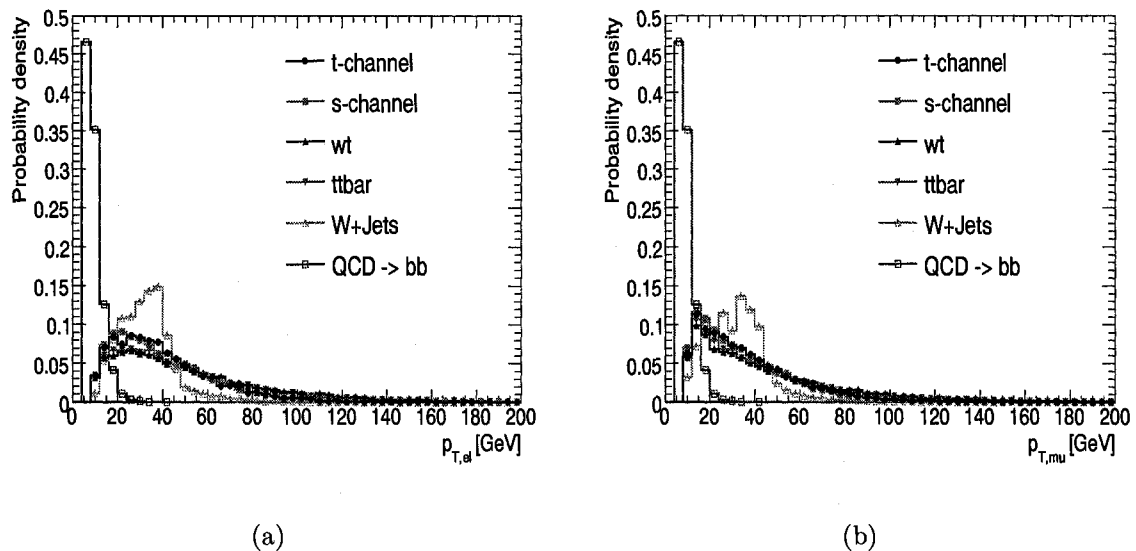 Probability density
0.5
0.45
0.4
0.35
0.3
0.25
0.2
0.15
0.1
0.05
0
t-channel
s-channel
wt
ttbar
W+Jets
QCD -> bb
0 20 40 60 80 100 120 140 160 180 200
p_T,el [GeV]
(a)
Probability density
0.5
0.45
0.4
0.35
0.3
0.25
0.2
0.15
0.1
0.05
0
t-channel
s-channel
wt
ttbar
W+Jets
QCD -> bb
0 20 40 60 80 100 120 140 160 180 200
p_T,mu [GeV]
(b)